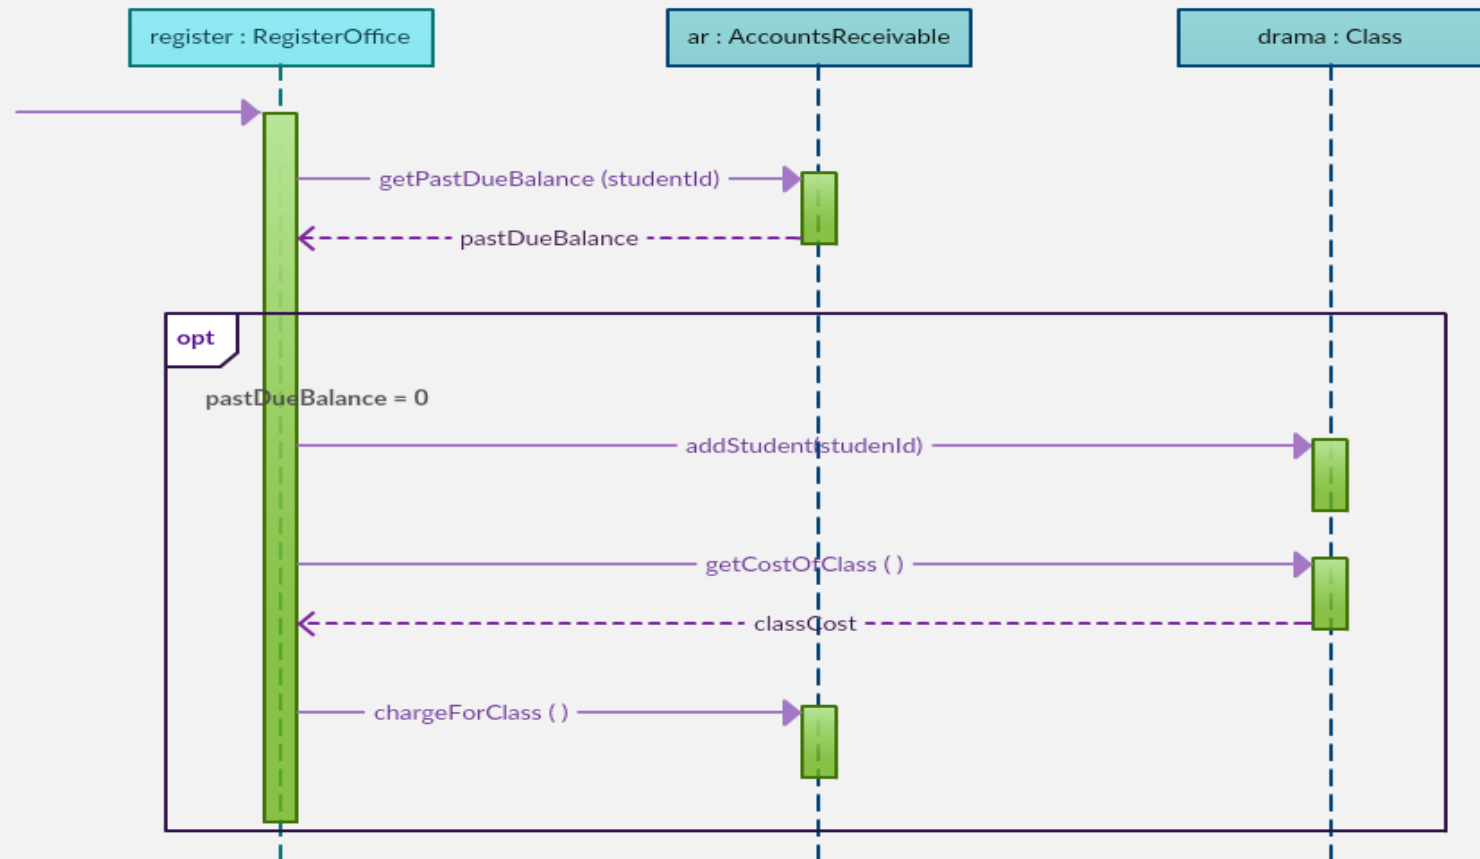 register : RegisterOffice
ar : AccountsReceivable
drama : Class
getPastDueBalance (studentId)
pastDueBalance
opt
pastDueBalance = 0
addStudent(studenId)
getCostOfClass ( )
classCost
chargeForClass ( )